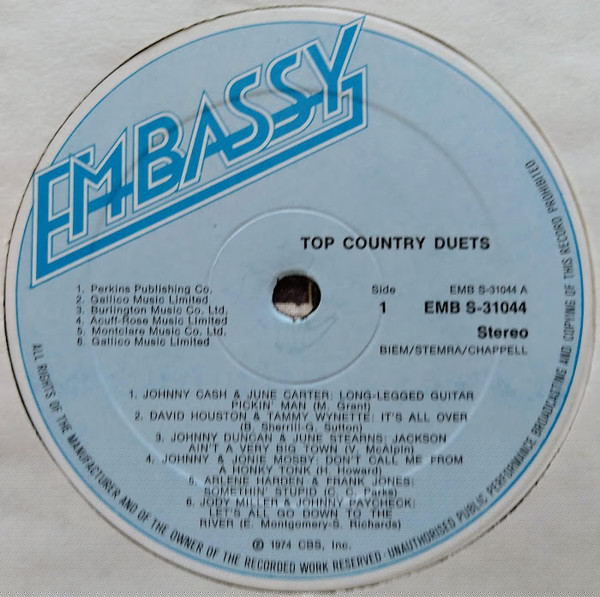 EMBASSY
TOP COUNTRY DUETS
1. Perkins Publishing Co.
2. Gallico Music Limited
3. Burlington Music Co. Ltd.
4. Acuff-Rose Music Limited
5. Montclare Music Co. Ltd.
6. Gallico Music Limited
Side
1
EMB S-31044 A
EMB S-31044
Stereo
BIEM/STEMRA/CHAPPELL
1. JOHNNY CASH & JUNE CARTER: LONG-LEGGED GUITAR
PICKIN' MAN (M. Grant)
2. DAVID HOUSTON & TAMMY WYNETTE: IT'S ALL OVER
(B. Sherrill-G. Sutton)
3. JOHNNY DUNCAN & JUNE STEARNS: JACKSON
AIN'T A VERY BIG TOWN (V. McAlpin)
4. JOHNNY & JONIE MOSBY: DON'T CALL ME FROM
A HONKY TONK (H. Howard)
5. ARLENE HARDEN & FRANK JONES:
SOMETHIN' STUPID (C. C. Parks)
6. JODY MILLER & JOHNNY PAYCHECK:
LET'S ALL GO DOWN TO THE
RIVER (E. Montgomery-S. Richards)
℗ 1974 CBS, Inc.
ALL RIGHTS OF THE MANUFACTURER AND OF THE OWNER OF THE RECORDED WORK RESERVED · UNAUTHORISED PUBLIC PERFORMANCE BROADCASTING AND COPYING OF THIS RECORD PROHIBITED